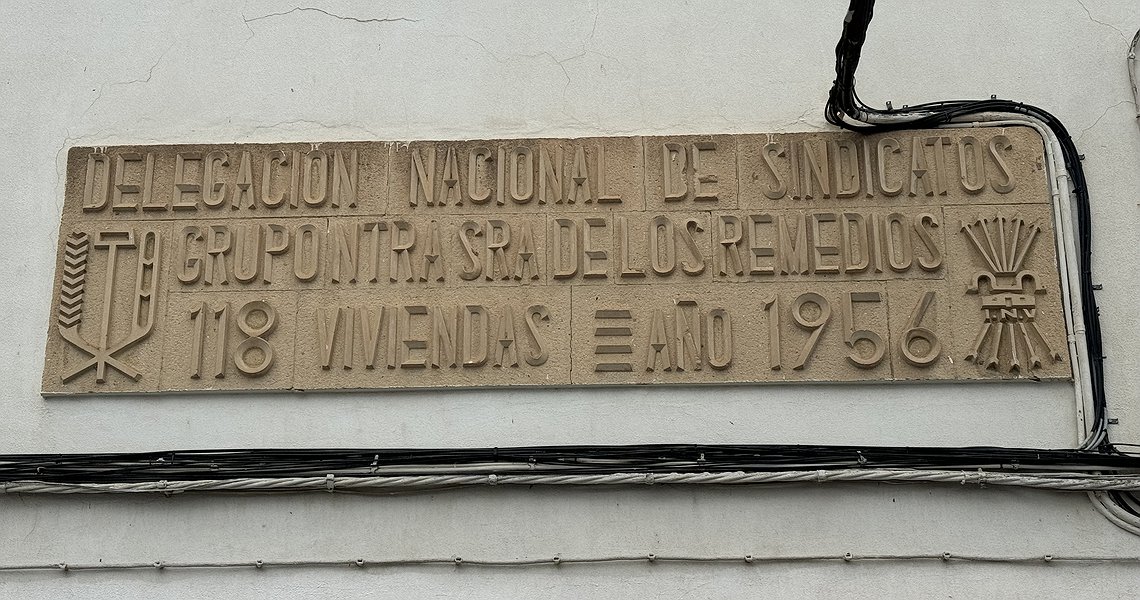 DELEGACION NACIONAL DE SINDICATOS
GRUPO NTRA SRA DE LOS REMEDIOS
118 VIVIENDAS AÑO 1956
I.N.V